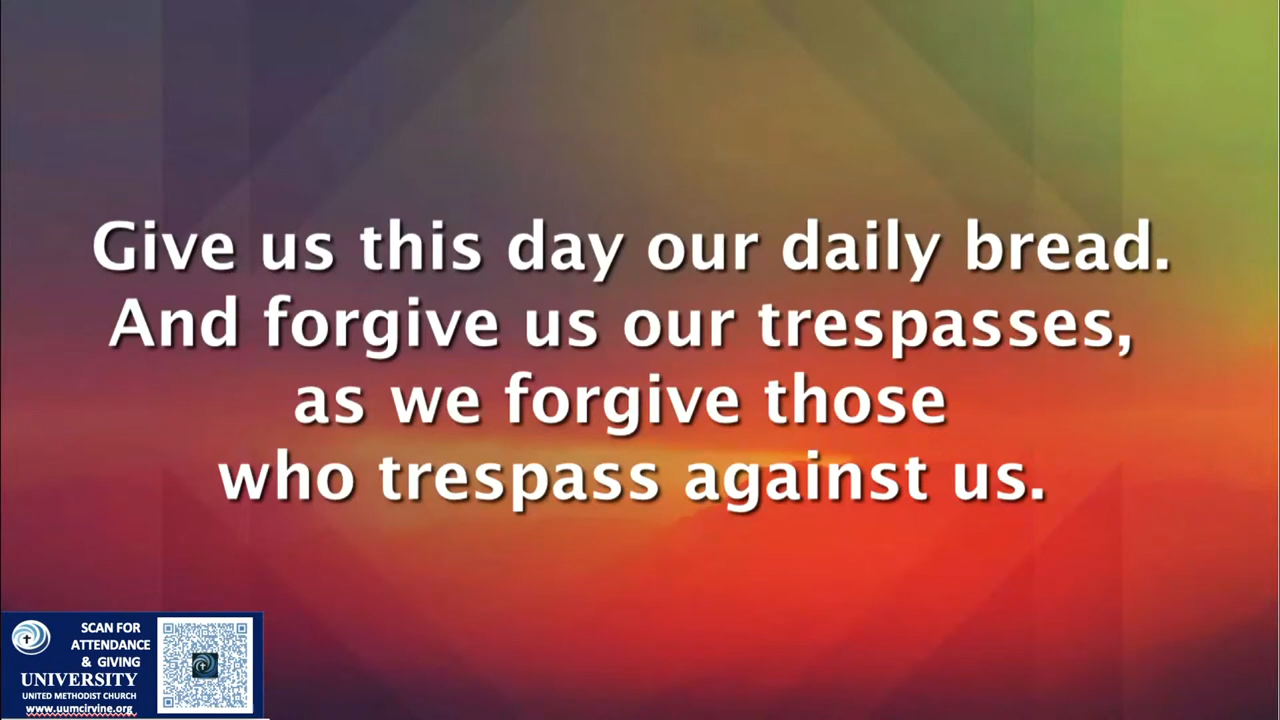 Give us this day our daily bread.
And forgive us our trespasses,
as we forgive those
who trespass against us.
SCAN FOR
ATTENDANCE
& GIVING
UNIVERSITY
UNITED METHODIST CHURCH
www.uumcirvine.org